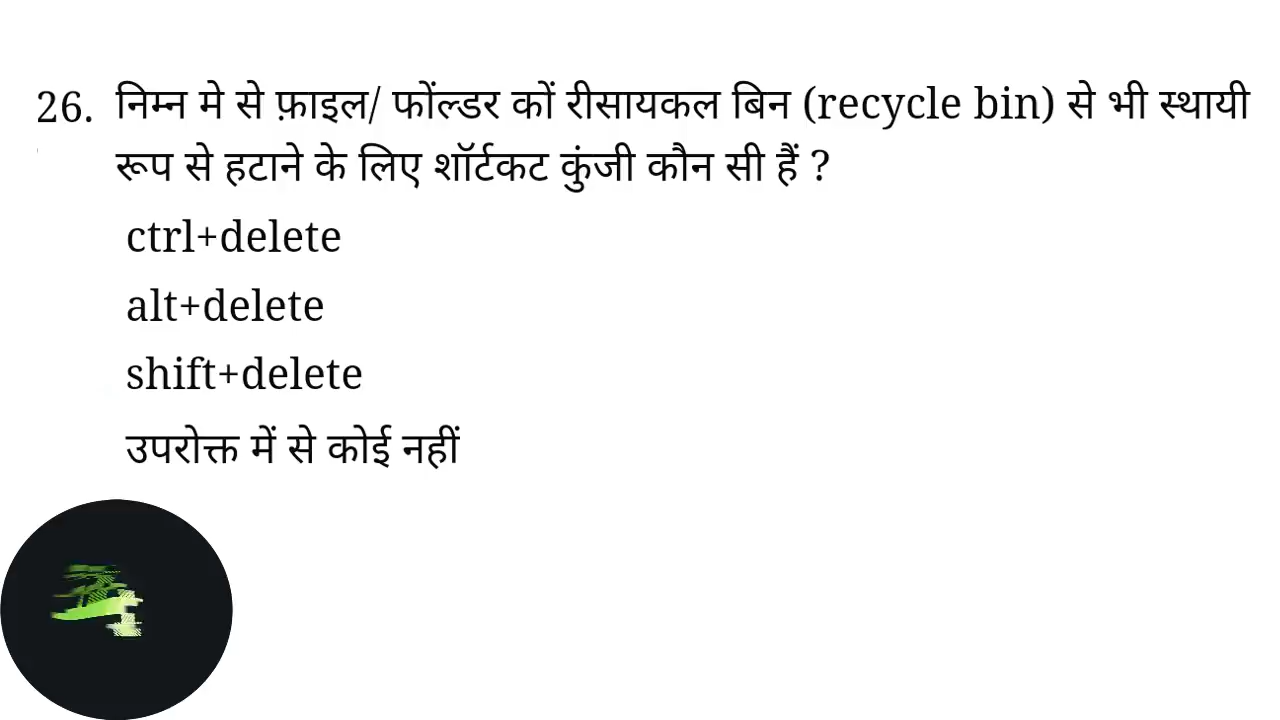 26. निम्न मे से फ़ाइल/ फोंल्डर कों रीसायकल बिन (recycle bin) से भी स्थायी
रूप से हटाने के लिए शॉर्टकट कुंजी कौन सी हैं ?
ctrl+delete
alt+delete
shift+delete
उपरोक्त में से कोई नहीं